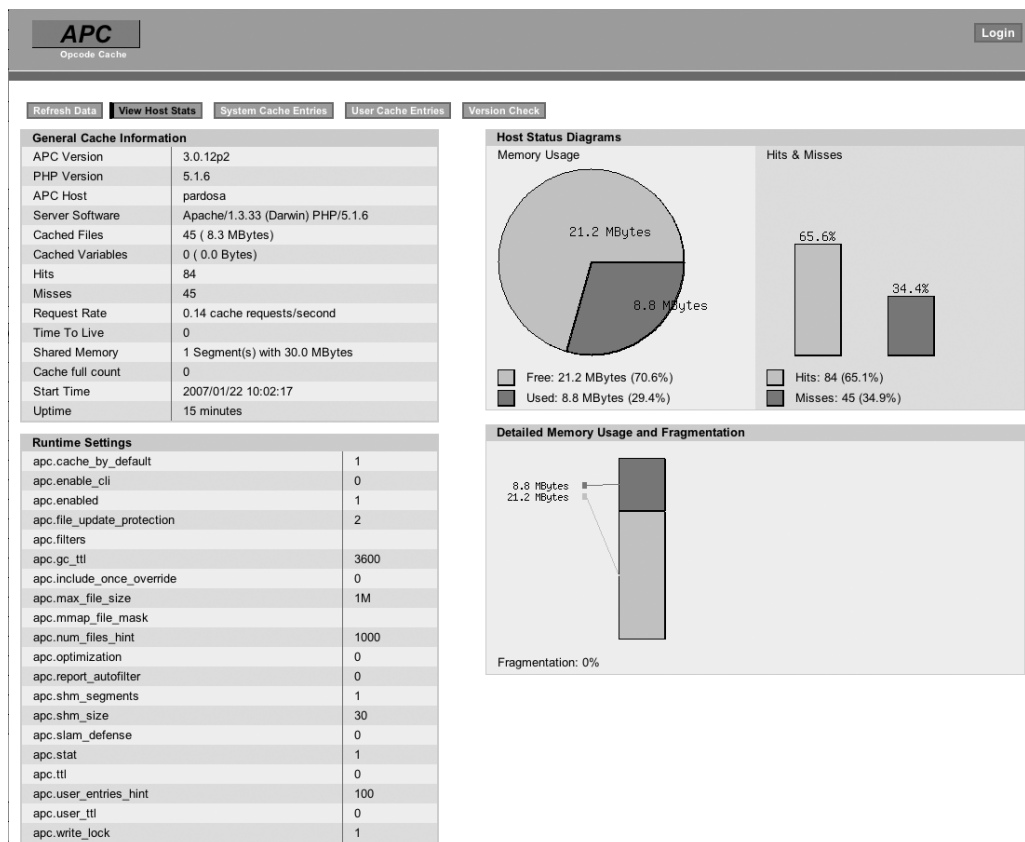 APC
Opcode Cache
Login
Refresh Data View Host Stats System Cache Entries User Cache Entries Version Check
General Cache Information
APC Version 3.0.12p2
PHP Version 5.1.6
APC Host pardosa
Server Software Apache/1.3.33 (Darwin) PHP/5.1.6
Cached Files 45 ( 8.3 MBytes)
Cached Variables 0 ( 0.0 Bytes)
Hits 84
Misses 45
Request Rate 0.14 cache requests/second
Time To Live 0
Shared Memory 1 Segment(s) with 30.0 MBytes
Cache full count 0
Start Time 2007/01/22 10:02:17
Uptime 15 minutes
Runtime Settings
apc.cache_by_default 1
apc.enable_cli 0
apc.enabled 1
apc.file_update_protection 2
apc.filters
apc.gc_ttl 3600
apc.include_once_override 0
apc.max_file_size 1M
apc.mmap_file_mask
apc.num_files_hint 1000
apc.optimization 0
apc.report_autofilter 0
apc.shm_segments 1
apc.shm_size 30
apc.slam_defense 0
apc.stat 1
apc.ttl 0
apc.user_entries_hint 100
apc.user_ttl 0
apc.write_lock 1
Host Status Diagrams
Memory Usage Hits & Misses
21.2 MBytes
8.8 MBytes
65.6%
34.4%
Free: 21.2 MBytes (70.6%) Hits: 84 (65.1%)
Used: 8.8 MBytes (29.4%) Misses: 45 (34.9%)
Detailed Memory Usage and Fragmentation
8.8 MBytes
21.2 MBytes
Fragmentation: 0%